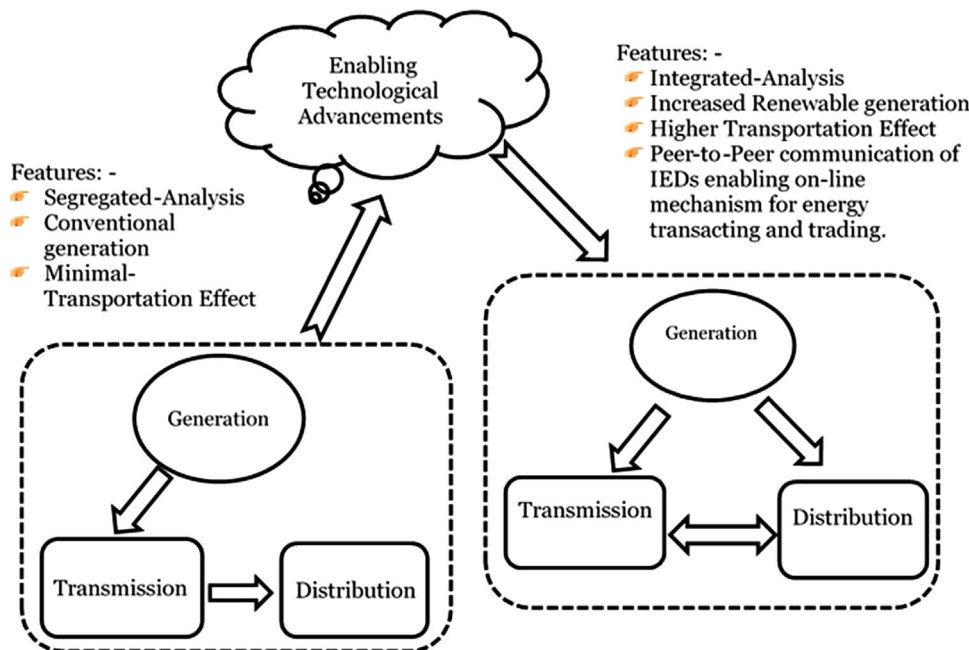 Enabling
Technological
Advancements
Features: -
Segregated-Analysis
Conventional
generation
Minimal-
Transportation Effect
Features: -
Integrated-Analysis
Increased Renewable generation
Higher Transportation Effect
Peer-to-Peer communication of
IEDs enabling on-line
mechanism for energy
transacting and trading.
Generation
Transmission
Distribution
Generation
Transmission
Distribution